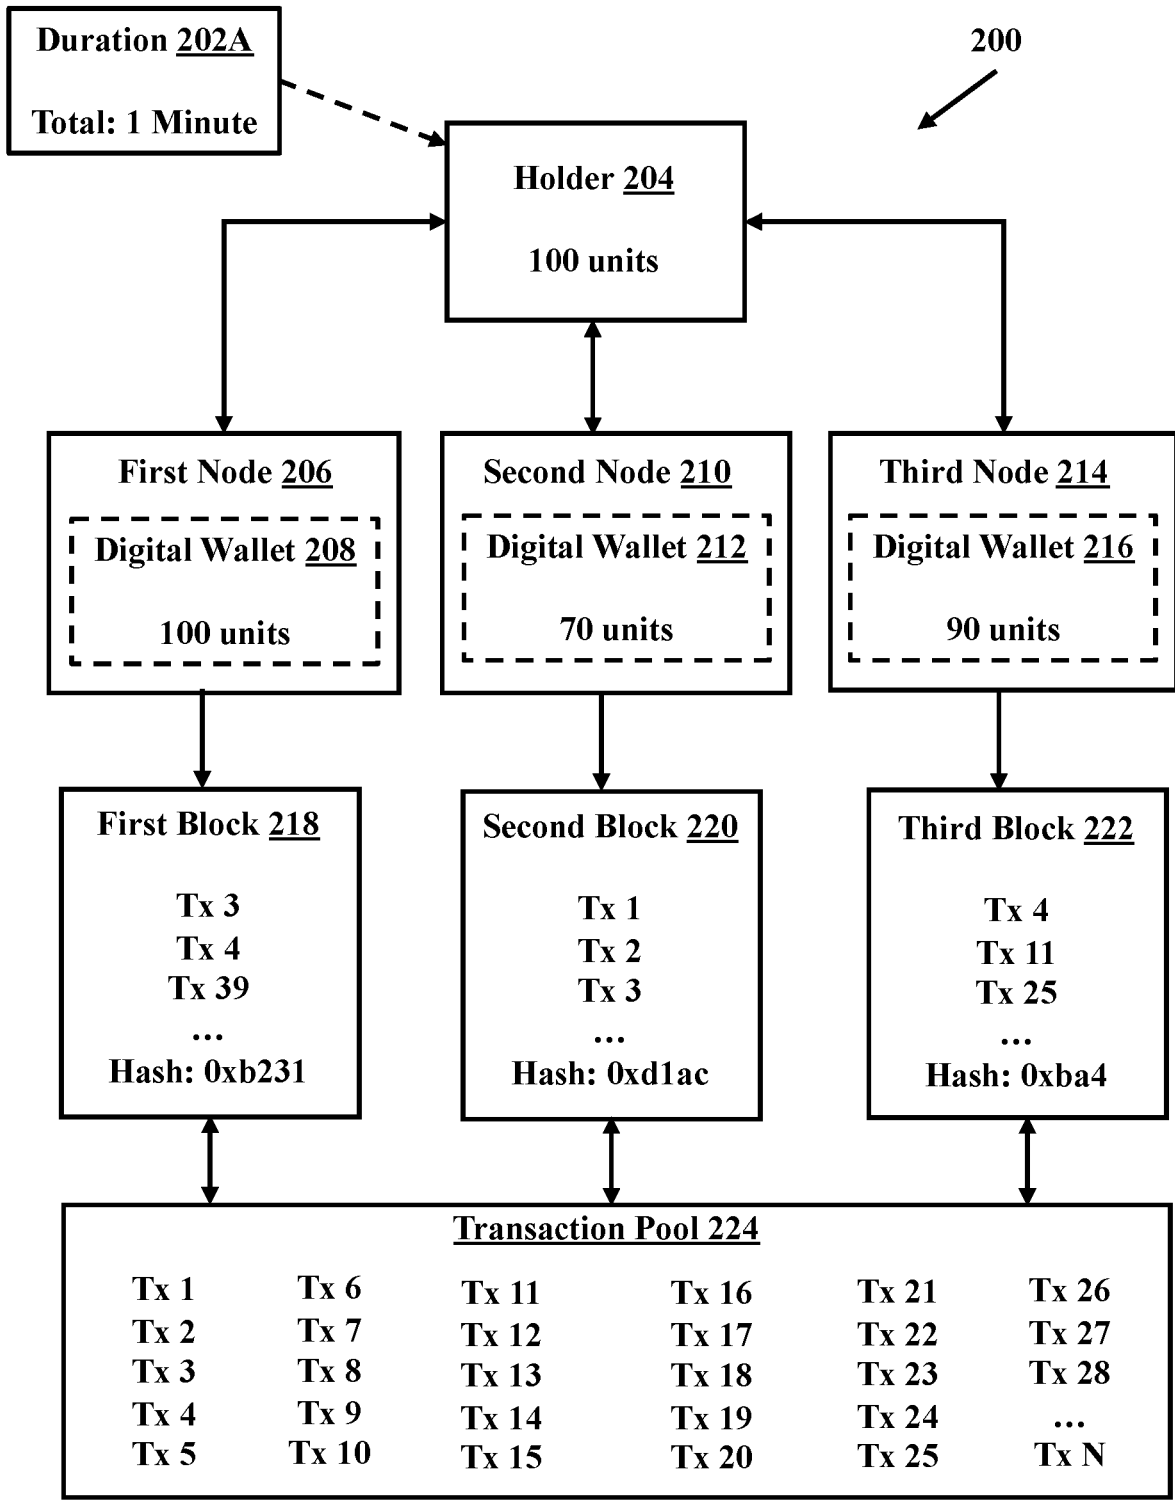 Duration 202A
Total: 1 Minute
200
Holder 204
100 units
First Node 206
Digital Wallet 208
100 units
Second Node 210
Digital Wallet 212
70 units
Third Node 214
Digital Wallet 216
90 units
First Block 218
Tx 3
Tx 4
Tx 39
...
Hash: 0xb231
Second Block 220
Tx 1
Tx 2
Tx 3
...
Hash: 0xd1ac
Third Block 222
Tx 4
Tx 11
Tx 25
...
Hash: 0xba4
Transaction Pool 224
Tx 1 Tx 6 Tx 11 Tx 16 Tx 21 Tx 26
Tx 2 Tx 7 Tx 12 Tx 17 Tx 22 Tx 27
Tx 3 Tx 8 Tx 13 Tx 18 Tx 23 Tx 28
Tx 4 Tx 9 Tx 14 Tx 19 Tx 24 ...
Tx 5 Tx 10 Tx 15 Tx 20 Tx 25 Tx N